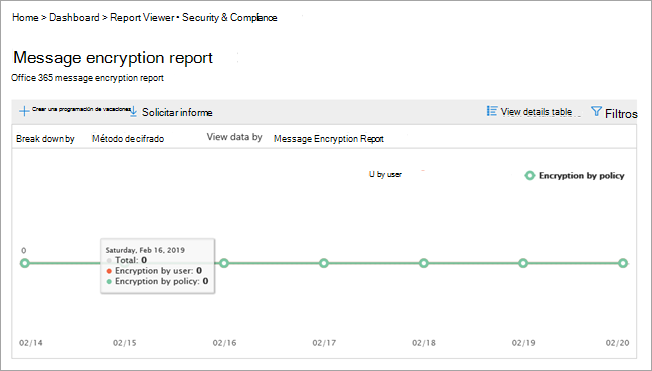 Home > Dashboard > Report Viewer • Security & Compliance
Message encryption report
Office 365 message encryption report
Crear una programación de vacaciones Solicitar informe View details table Filtros
Break down by Método de cifrado View data by Message Encryption Report
U by user Encryption by policy
0
Saturday, Feb 16, 2019
Total: 0
Encryption by user: 0
Encryption by policy: 0
02/14 02/15 02/16 02/17 02/18 02/19 02/20